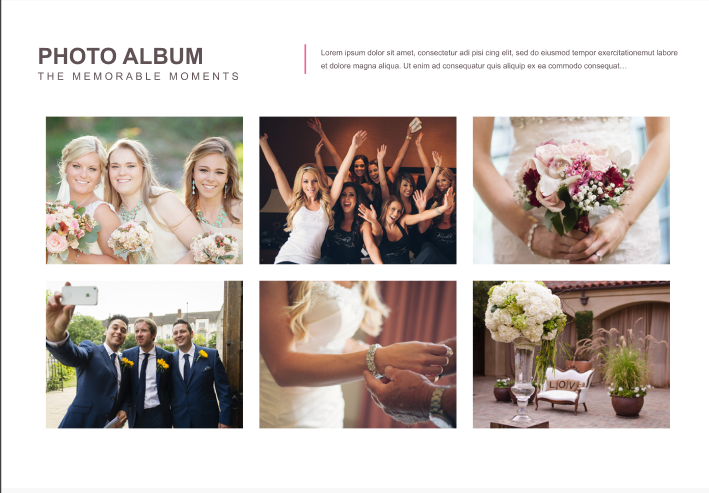 PHOTO ALBUM
THE MEMORABLE MOMENTS
Lorem ipsum dolor sit amet, consectetur adi pisi cing elit, sed do eiusmod tempor exercitationemut labore
et dolore magna aliqua. Ut enim ad consequatur quis aliquip ex ea commodo consequat…
LOVE